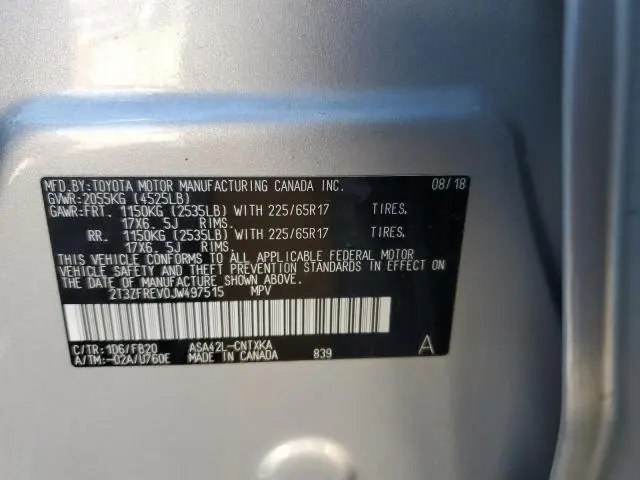 MFD.BY:TOYOTA MOTOR MANUFACTURING CANADA INC. 08/18
GVWR:2055KG (4525LB)
GAWR:FRT. 1150KG (2535LB) WITH 225/65R17 TIRES,
17X6. 5J RIMS.
RR. 1150KG (2535LB) WITH 225/65R17 TIRES,
17X6. 5J RIMS.
THIS VEHICLE CONFORMS TO ALL APPLICABLE FEDERAL MOTOR
VEHICLE SAFETY AND THEFT PREVENTION STANDARDS IN EFFECT ON
THE DATE OF MANUFACTURE SHOWN ABOVE.
2T3ZFREV0JW497515 MPV
C/TR:1D6/FB20 ASA42L-CNTXKA
A/TM:-02A/U760E MADE IN CANADA 839 A